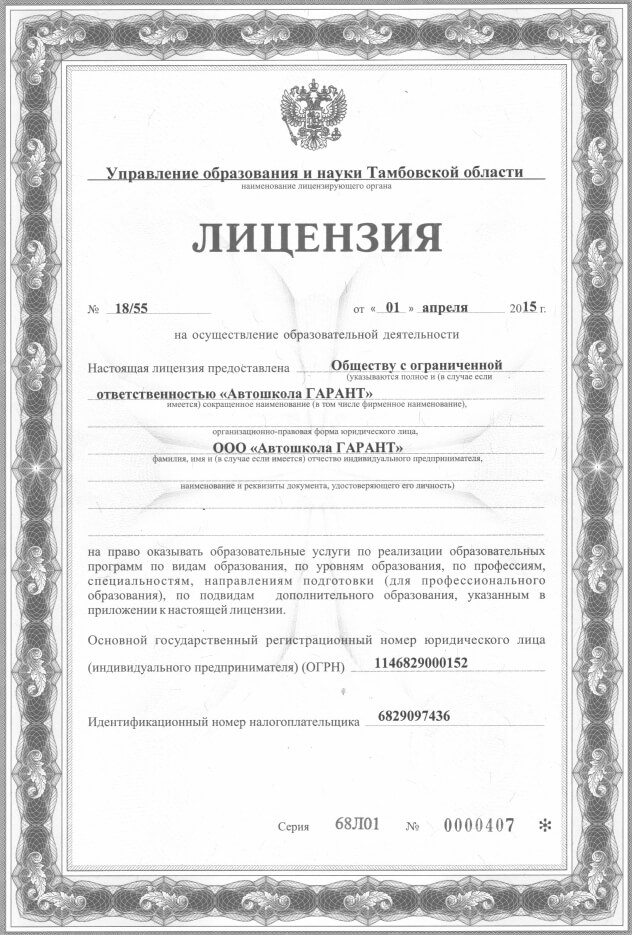 Управление образования и науки Тамбовской области
наименование лицензирующего органа
ЛИЦЕНЗИЯ
№ 18/55 от « 01 » апреля 2015 г.
на осуществление образовательной деятельности
Настоящая лицензия предоставлена Обществу с ограниченной
(указываются полное и (в случае если
ответственностью «Автошкола ГАРАНТ»
имеется) сокращенное наименование (в том числе фирменное наименование),
организационно-правовая форма юридического лица,
ООО «Автошкола ГАРАНТ»
фамилия, имя и (в случае если имеется) отчество индивидуального предпринимателя,
наименование и реквизиты документа, удостоверяющего его личность)
на право оказывать образовательные услуги по реализации образовательных
программ по видам образования, по уровням образования, по профессиям,
специальностям, направлениям подготовки (для профессионального
образования), по подвидам дополнительного образования, указанным в
приложении к настоящей лицензии.
Основной государственный регистрационный номер юридического лица
(индивидуального предпринимателя) (ОГРН) 1146829000152
Идентификационный номер налогоплательщика 6829097436
Серия 68Л01 № 0000407 *